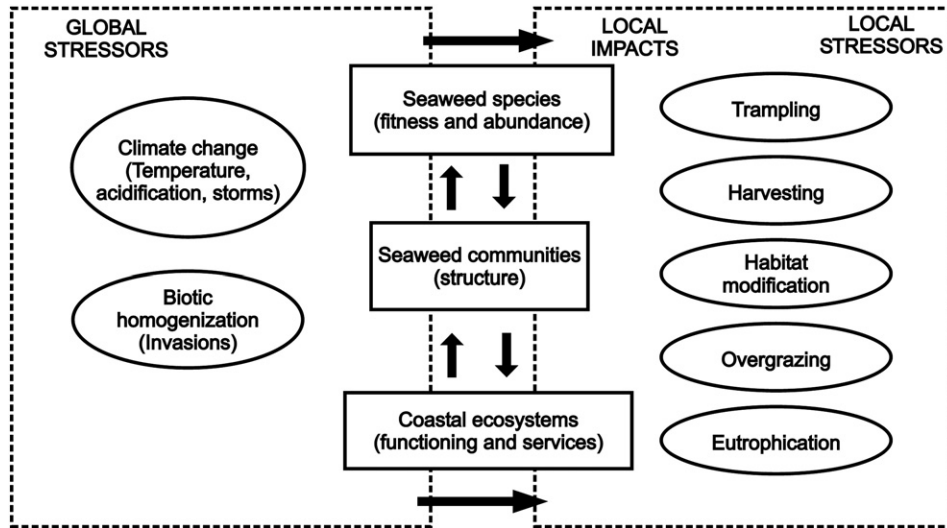 GLOBAL
STRESSORS
LOCAL
IMPACTS
LOCAL
STRESSORS
Climate change
(Temperature,
acidification, storms)
Biotic
homogenization
(Invasions)
Seaweed species
(fitness and abundance)
Seaweed communities
(structure)
Coastal ecosystems
(functioning and services)
Trampling
Harvesting
Habitat
modification
Overgrazing
Eutrophication